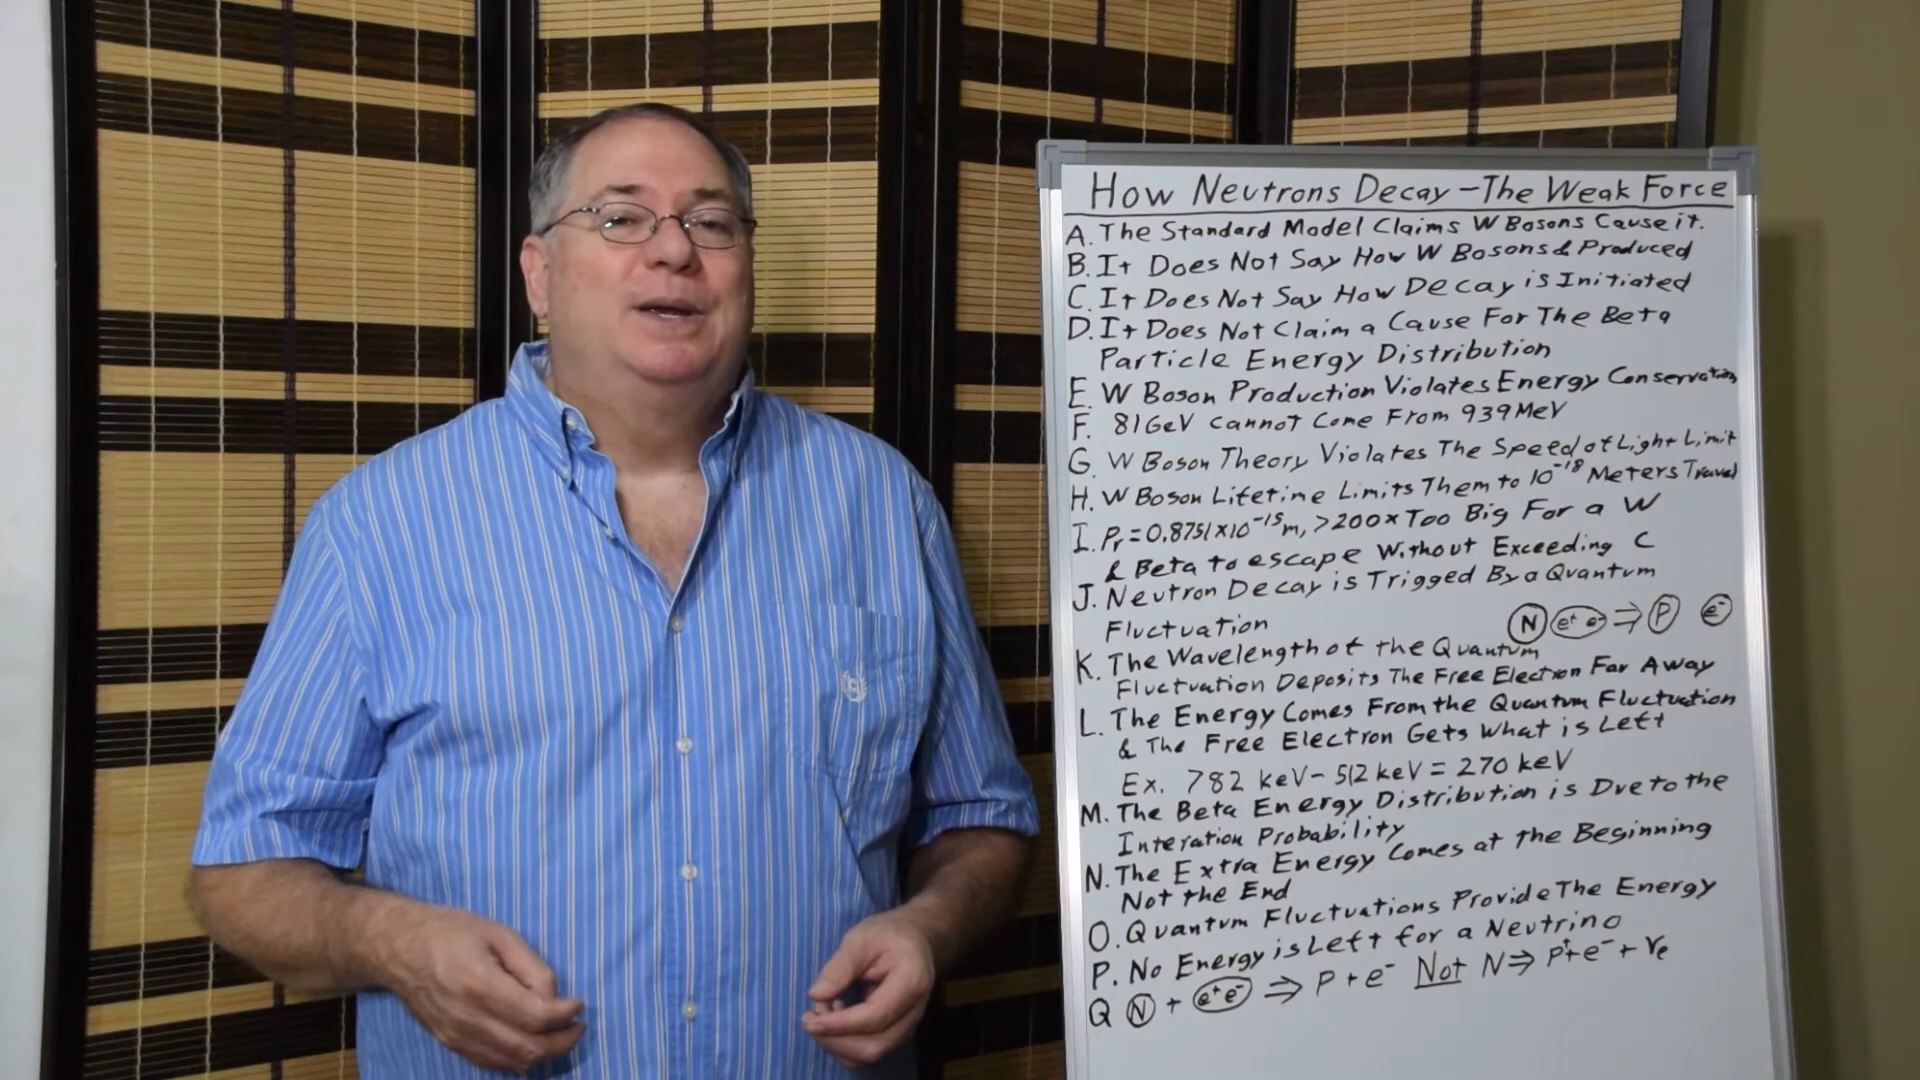 How Neutrons Decay - The Weak Force
A. The Standard Model Claims W Bosons Cause it.
B. It Does Not Say How W Bosons & Produced
C. It Does Not Say How Decay is Initiated
D. It Does Not Claim a Cause For The Beta
Particle Energy Distribution
E. W Boson Production Violates Energy Conservation
F. 81 GeV cannot Come From 939 MeV
G. W Boson Theory Violates The Speed of Light Limit
H. W Boson Lifetime Limits Them to 10⁻¹⁸ Meters Travel
I. Pr = 0.8751x10⁻¹⁵m, >200x Too Big For a W
& Beta to escape Without Exceeding C
J. Neutron Decay is Trigged By a Quantum
Fluctuation
N e⁺ e⁻ ⇒ P e⁻
K. The Wavelength of the Quantum
Fluctuation Deposits The Free Electron Far Away
L. The Energy Comes From the Quantum Fluctuation
& The Free Electron Gets What is Left
Ex. 782 keV - 512 keV = 270 keV
M. The Beta Energy Distribution is Due to the
Interation Probability
N. The Extra Energy Comes at the Beginning
Not the End
O. Quantum Fluctuations Provide The Energy
P. No Energy is Left for a Neutrino
Q N + e⁺e⁻ ⇒ P + e⁻ Not N ⇒ P⁺ + e⁻ + νe